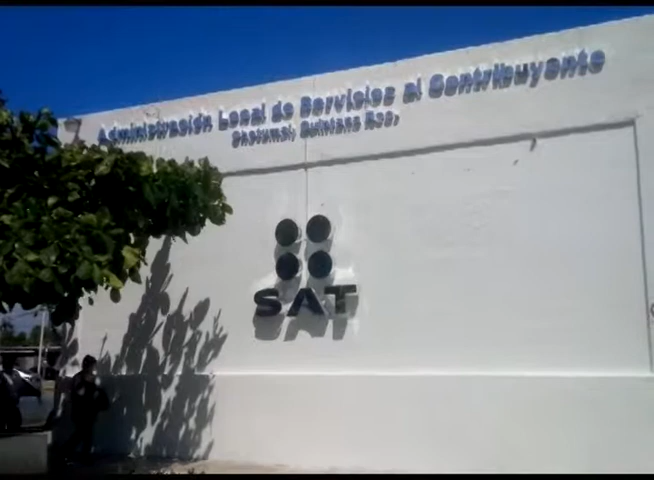 Administración Local de Servicios al Contribuyente
Chetumal, Quintana Roo,
SAT